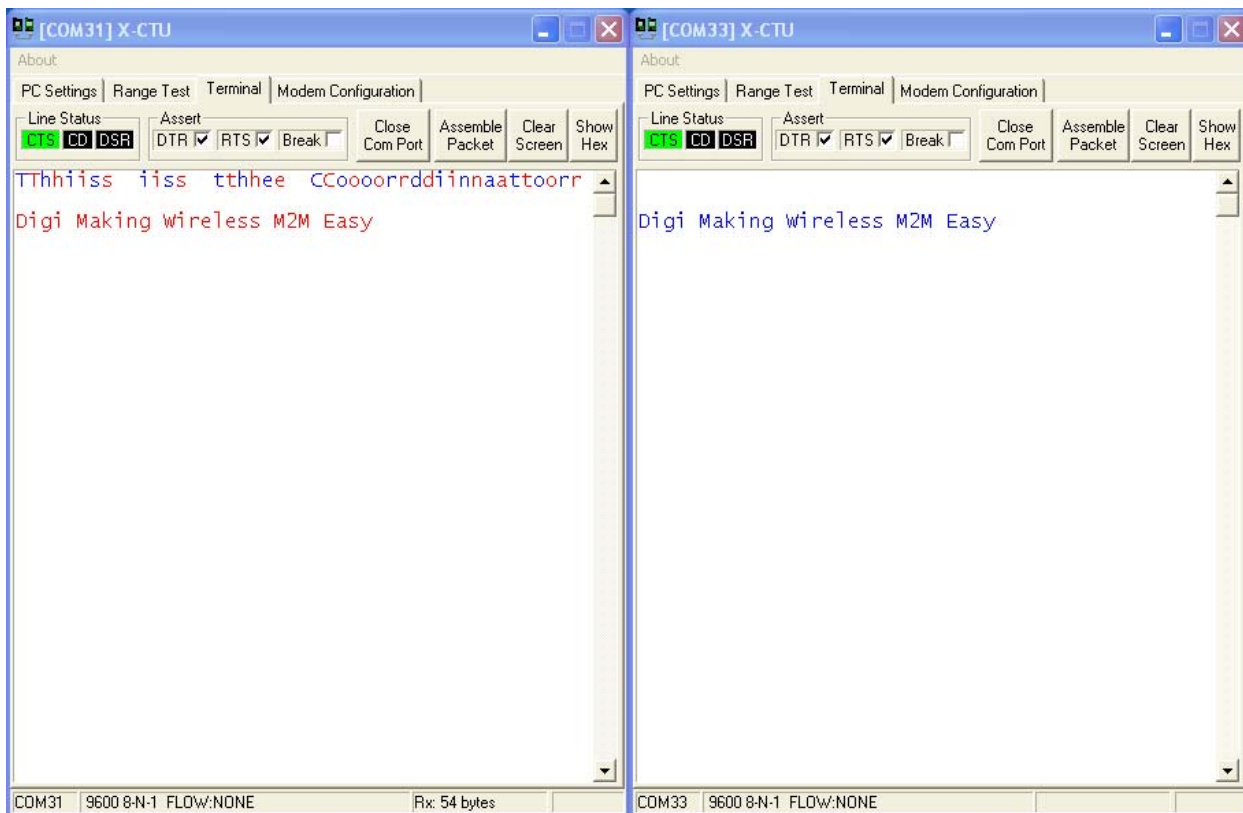 [COM31] X-CTU
About
PC Settings Range Test Terminal Modem Configuration
Line Status Assert
CTS CD DSR DTR RTS Break Close Com Port Assemble Packet Clear Screen Show Hex
TThhiiss iiss tthhee CCoooorrddiinnaattoorr
Digi Making Wireless M2M Easy
COM31 9600 8-N-1 FLOW:NONE Rx: 54 bytes
[COM33] X-CTU
About
PC Settings Range Test Terminal Modem Configuration
Line Status Assert
CTS CD DSR DTR RTS Break Close Com Port Assemble Packet Clear Screen Show Hex
Digi Making Wireless M2M Easy
COM33 9600 8-N-1 FLOW:NONE